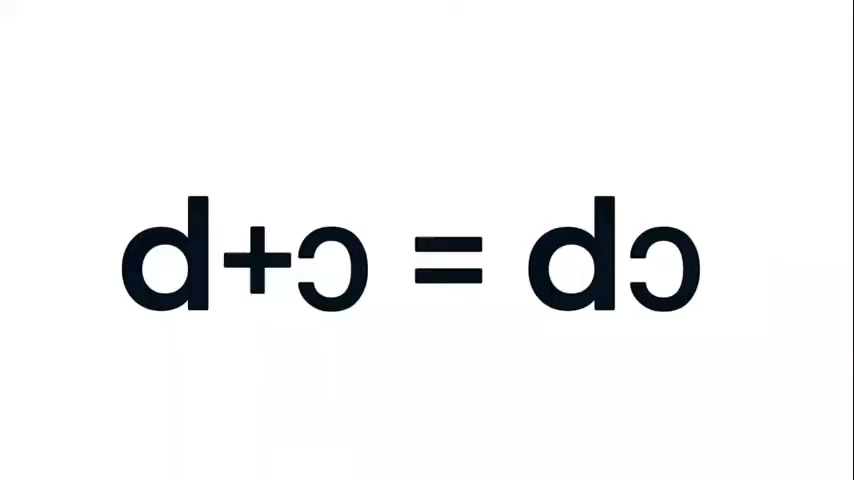 d+ɔ = dɔ